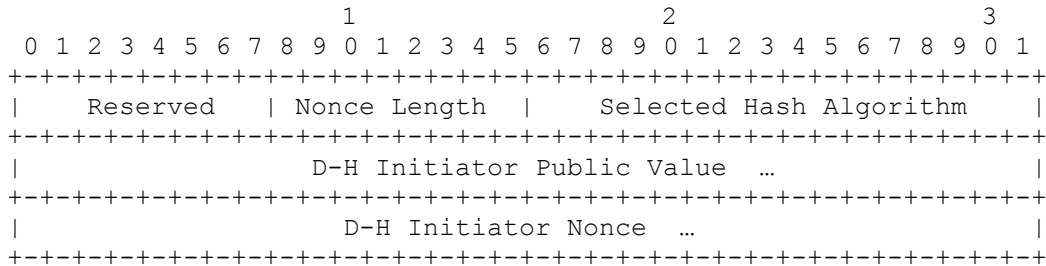 1                   2                   3
 0 1 2 3 4 5 6 7 8 9 0 1 2 3 4 5 6 7 8 9 0 1 2 3 4 5 6 7 8 9 0 1
+-+-+-+-+-+-+-+-+-+-+-+-+-+-+-+-+-+-+-+-+-+-+-+-+-+-+-+-+-+-+-+-+
|    Reserved   | Nonce Length  |    Selected Hash Algorithm    |
+-+-+-+-+-+-+-+-+-+-+-+-+-+-+-+-+-+-+-+-+-+-+-+-+-+-+-+-+-+-+-+-+
|                  D-H Initiator Public Value  …                |
+-+-+-+-+-+-+-+-+-+-+-+-+-+-+-+-+-+-+-+-+-+-+-+-+-+-+-+-+-+-+-+-+
|                    D-H Initiator Nonce  …                     |
+-+-+-+-+-+-+-+-+-+-+-+-+-+-+-+-+-+-+-+-+-+-+-+-+-+-+-+-+-+-+-+-+